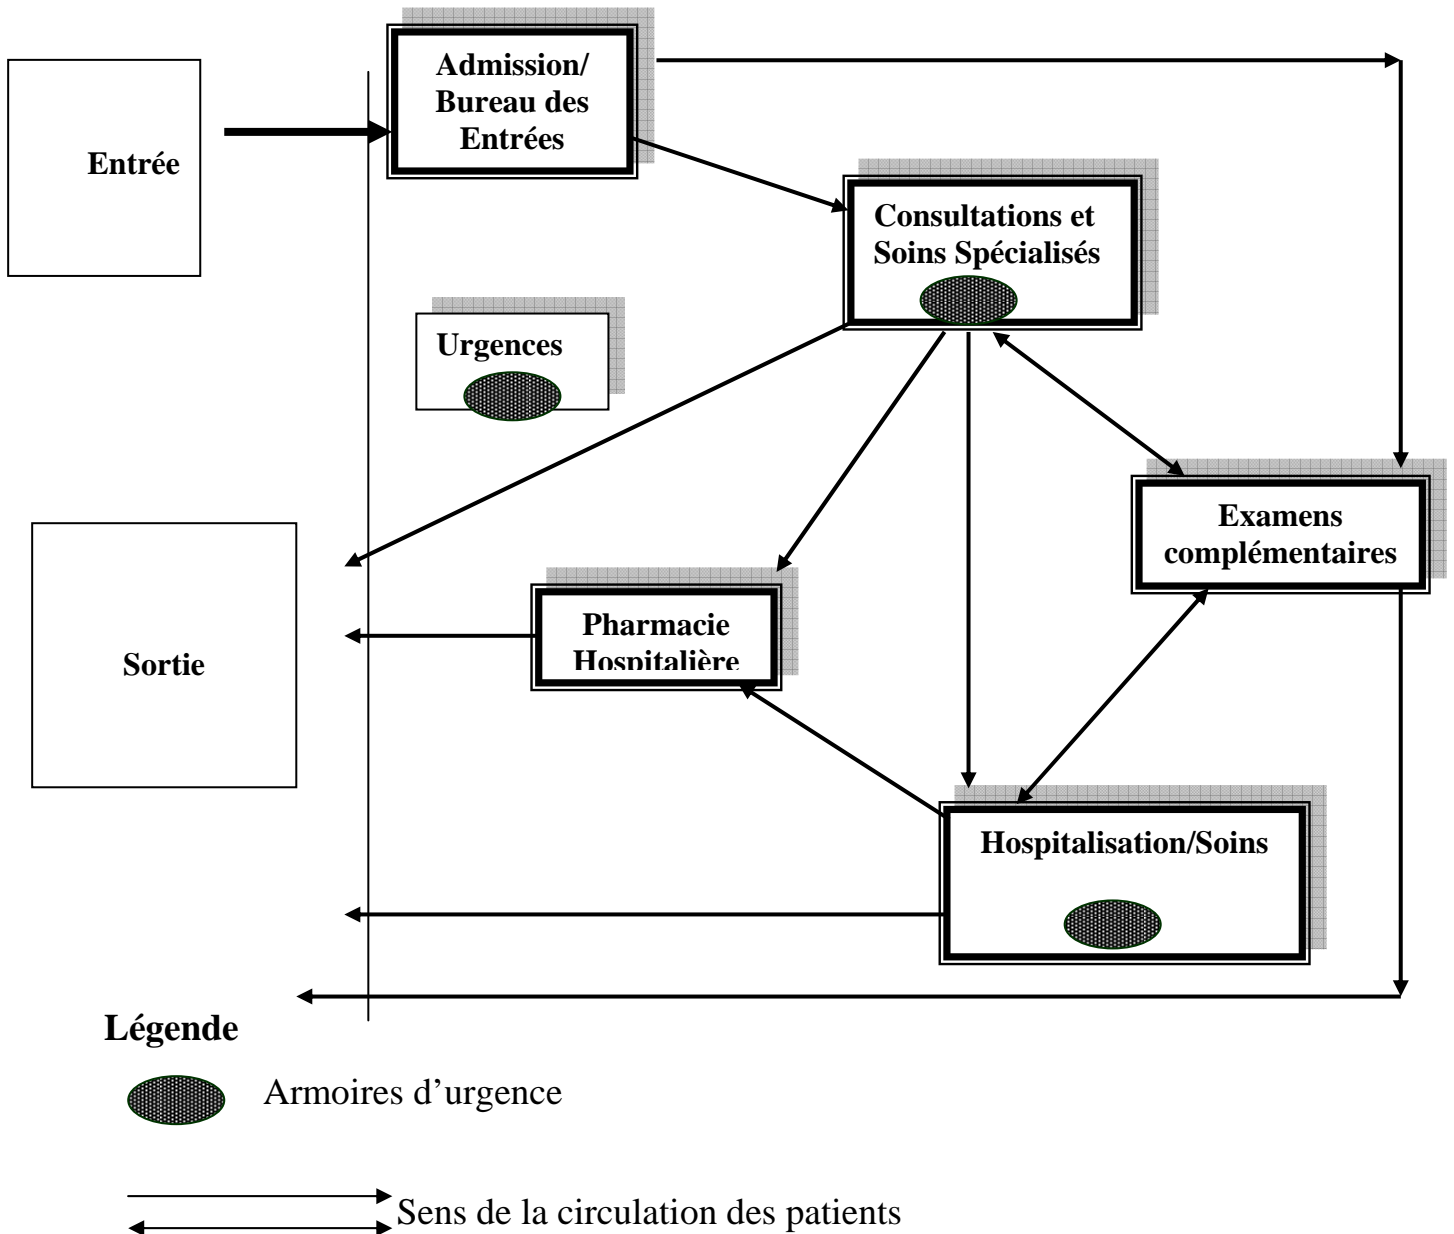 Admission/
Bureau des
Entrées
Entrée
Consultations et
Soins Spécialisés
Urgences
Examens
complémentaires
Pharmacie
Hospitalière
Sortie
Hospitalisation/Soins
Légende
Armoires d’urgence
Sens de la circulation des patients